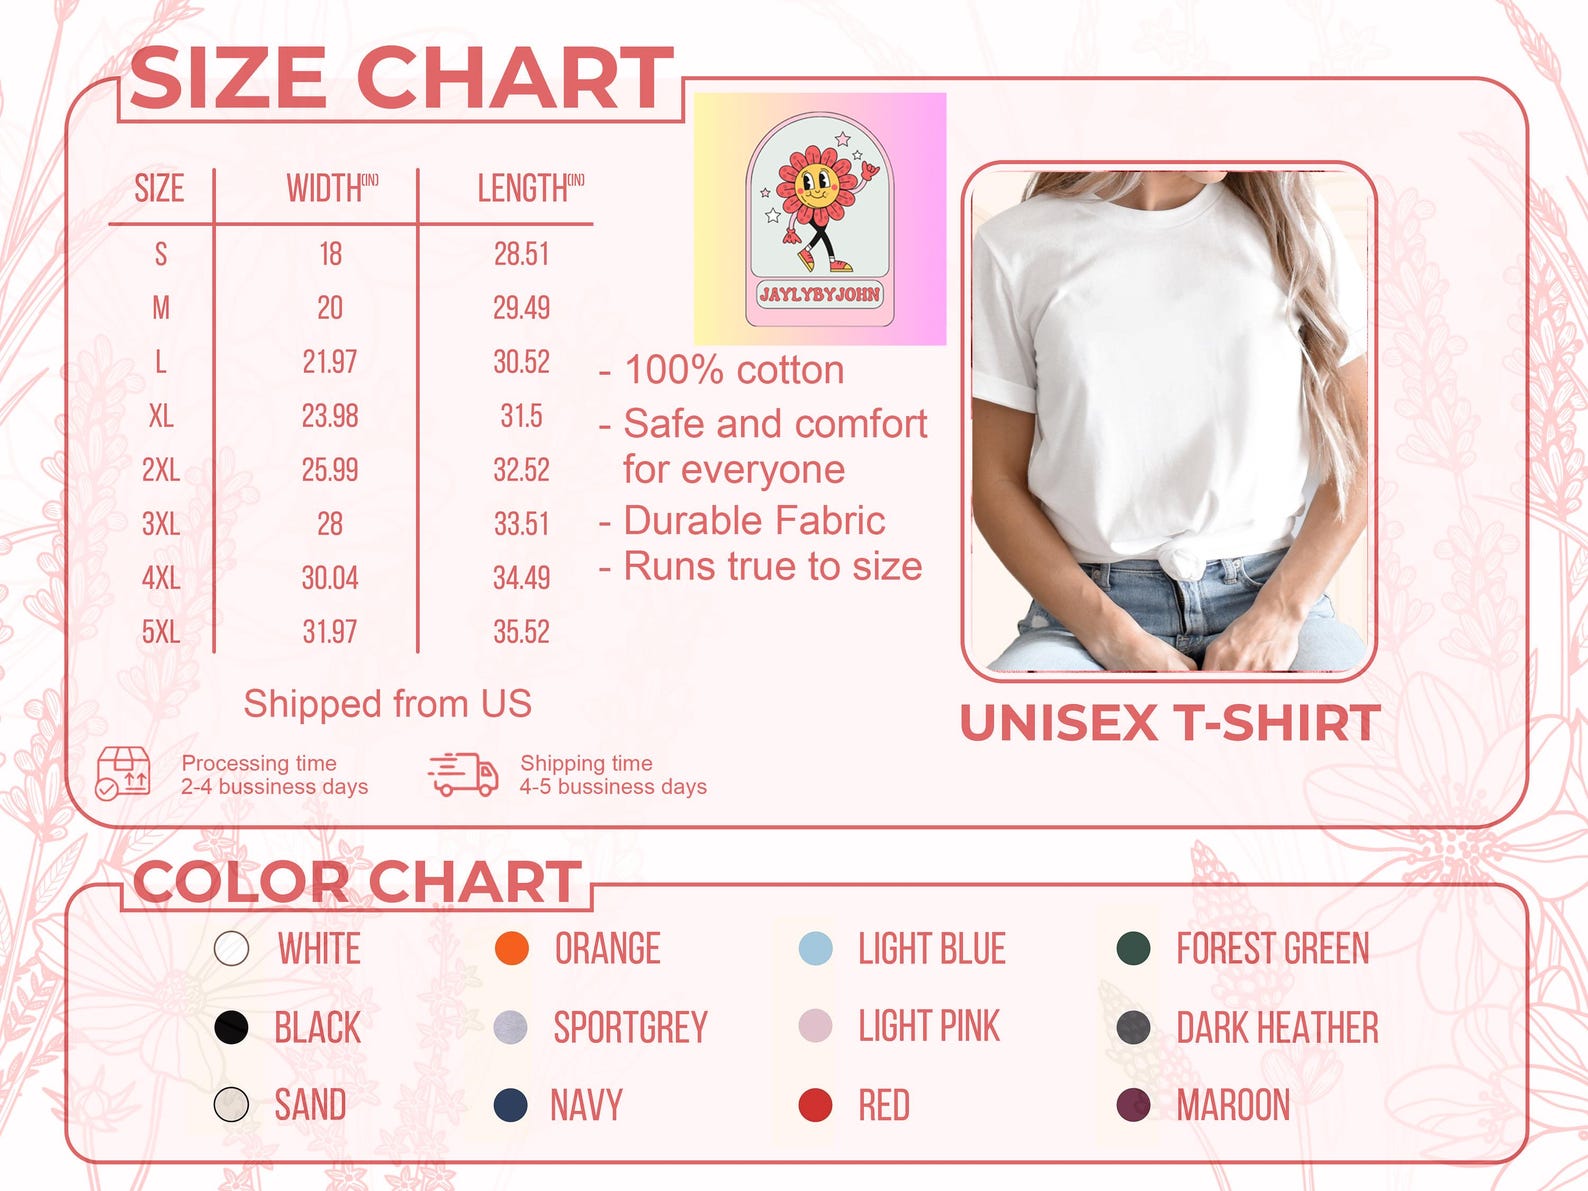 SIZE CHART
SIZE WIDTH(IN) LENGTH(IN)
S 18 28.51
M 20 29.49
L 21.97 30.52
XL 23.98 31.5
2XL 25.99 32.52
3XL 28 33.51
4XL 30.04 34.49
5XL 31.97 35.52
JAYLYBYJOHN
- 100% cotton
- Safe and comfort
for everyone
- Durable Fabric
- Runs true to size
UNISEX T-SHIRT
Shipped from US
Processing time
2-4 bussiness days
Shipping time
4-5 bussiness days
COLOR CHART
WHITE ORANGE LIGHT BLUE FOREST GREEN
BLACK SPORTGREY LIGHT PINK DARK HEATHER
SAND NAVY RED MAROON